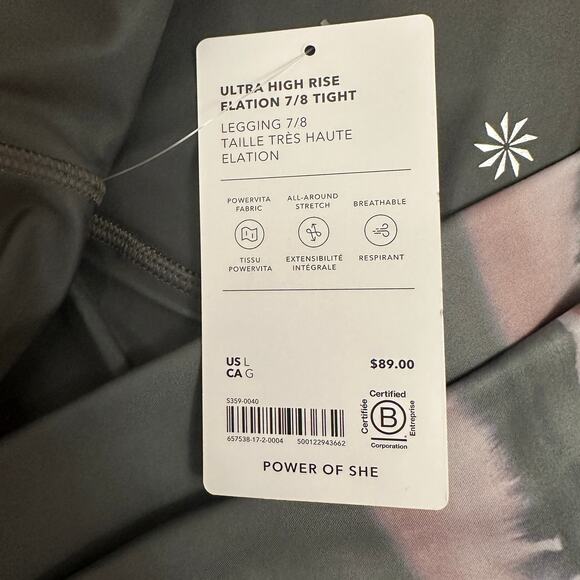 ULTRA HIGH RISE
ELATION 7/8 TIGHT
LEGGING 7/8
TAILLE TRÈS HAUTE
ELATION
POWERVITA
FABRIC
ALL-AROUND
STRETCH
BREATHABLE
TISSU
POWERVITA
EXTENSIBILITÉ
INTÉGRALE
RESPIRANT
US L
CA G
$89.00
S359-0040
657538-17-2-0004
500122943662
Certified
Certifiée
B
Entreprise
Corporation
POWER OF SHE